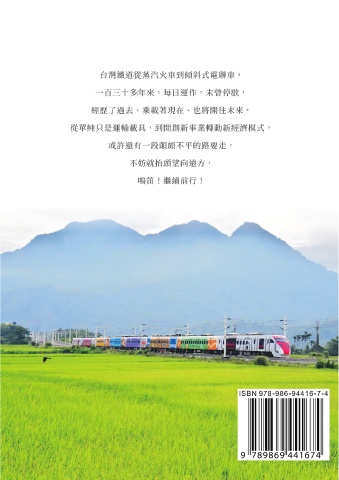 台灣鐵道從蒸汽火車到傾斜式電聯車。
一百三十多年來，每日運作，未曾停歇，
經歷了過去、乘載著現在、也將開往未來。
從單純只是運輸載具，到開創新事業轉動新經濟模式，
或許還有一段顛頗不平的路要走，
不妨就抬頭望向遠方，
鳴笛！繼續前行！
ISBN 978-986-94416-7-4
9 789869 441674